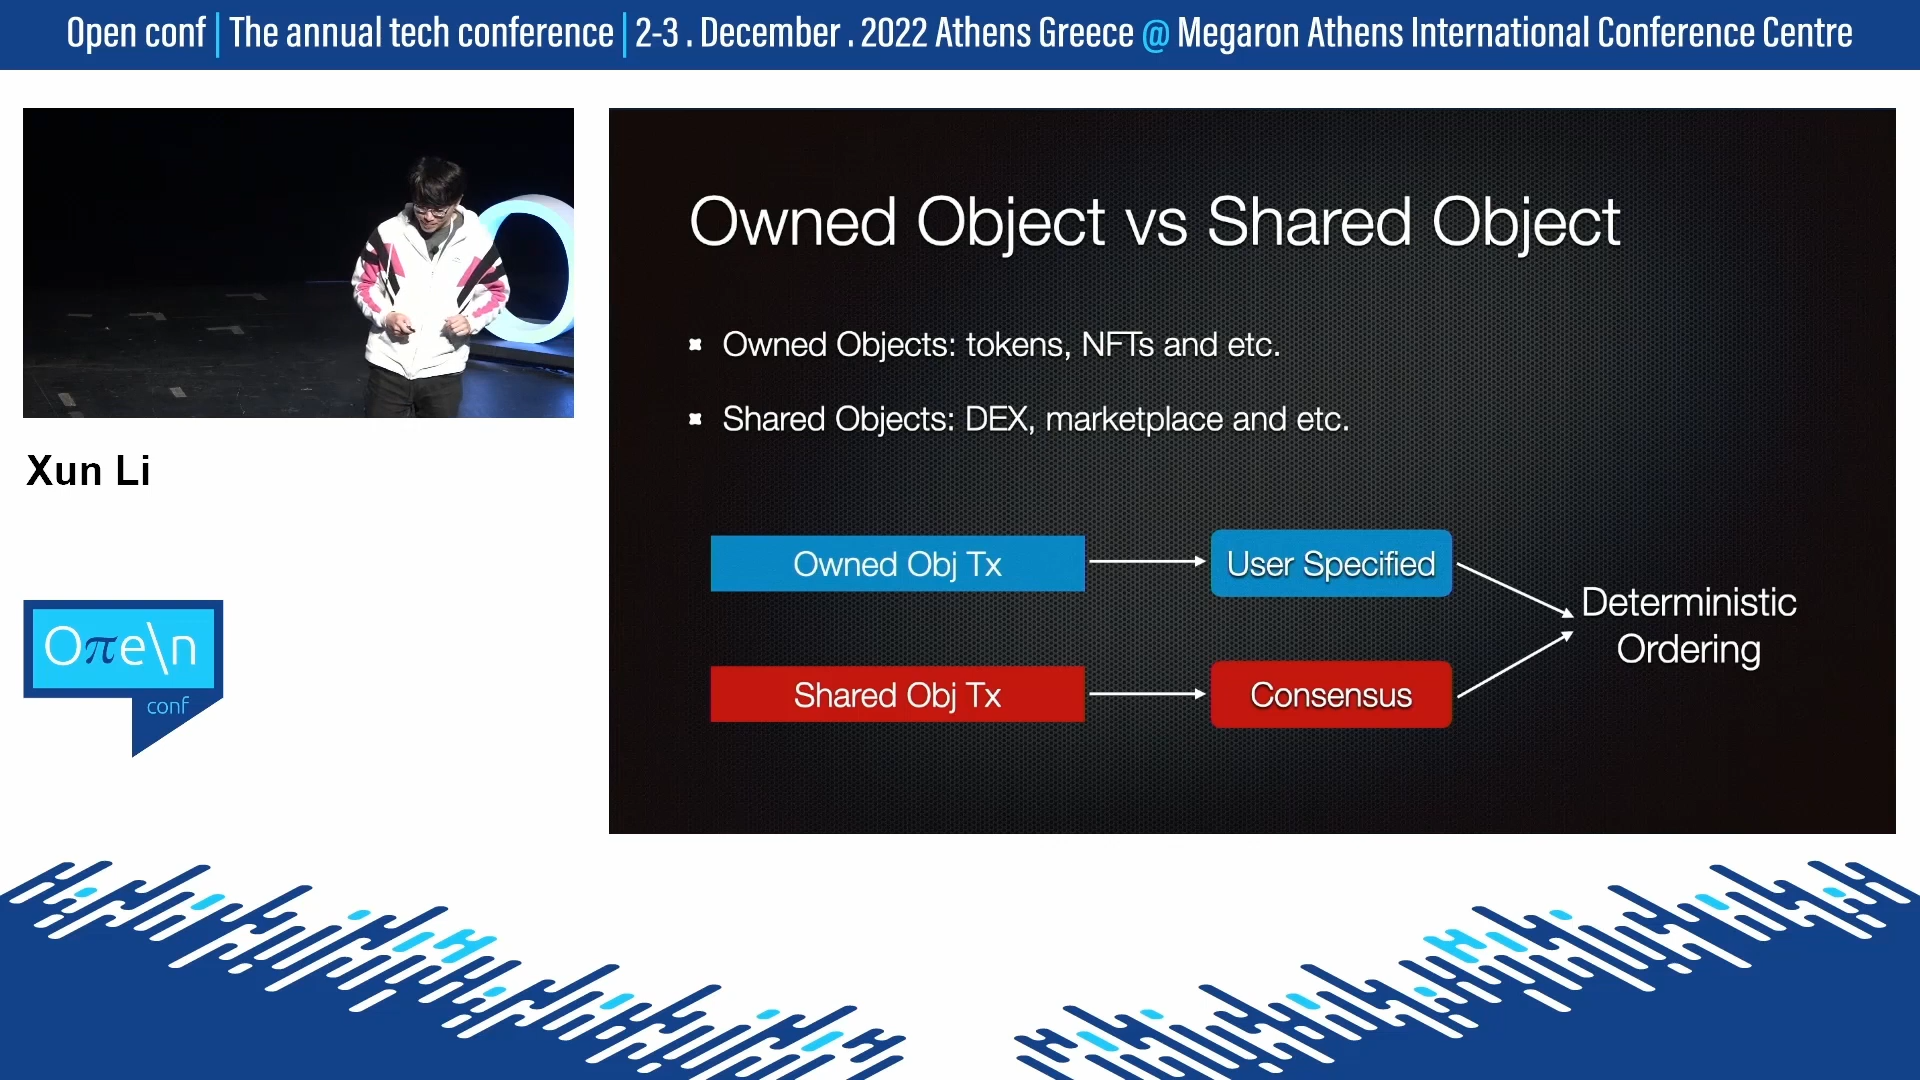 Open conf | The annual tech conference | 2-3 . December . 2022 Athens Greece @ Megaron Athens International Conference Centre
Xun Li
Oπe\n
conf
Owned Object vs Shared Object
Owned Objects: tokens, NFTs and etc.
Shared Objects: DEX, marketplace and etc.
Owned Obj Tx
User Specified
Shared Obj Tx
Consensus
Deterministic
Ordering